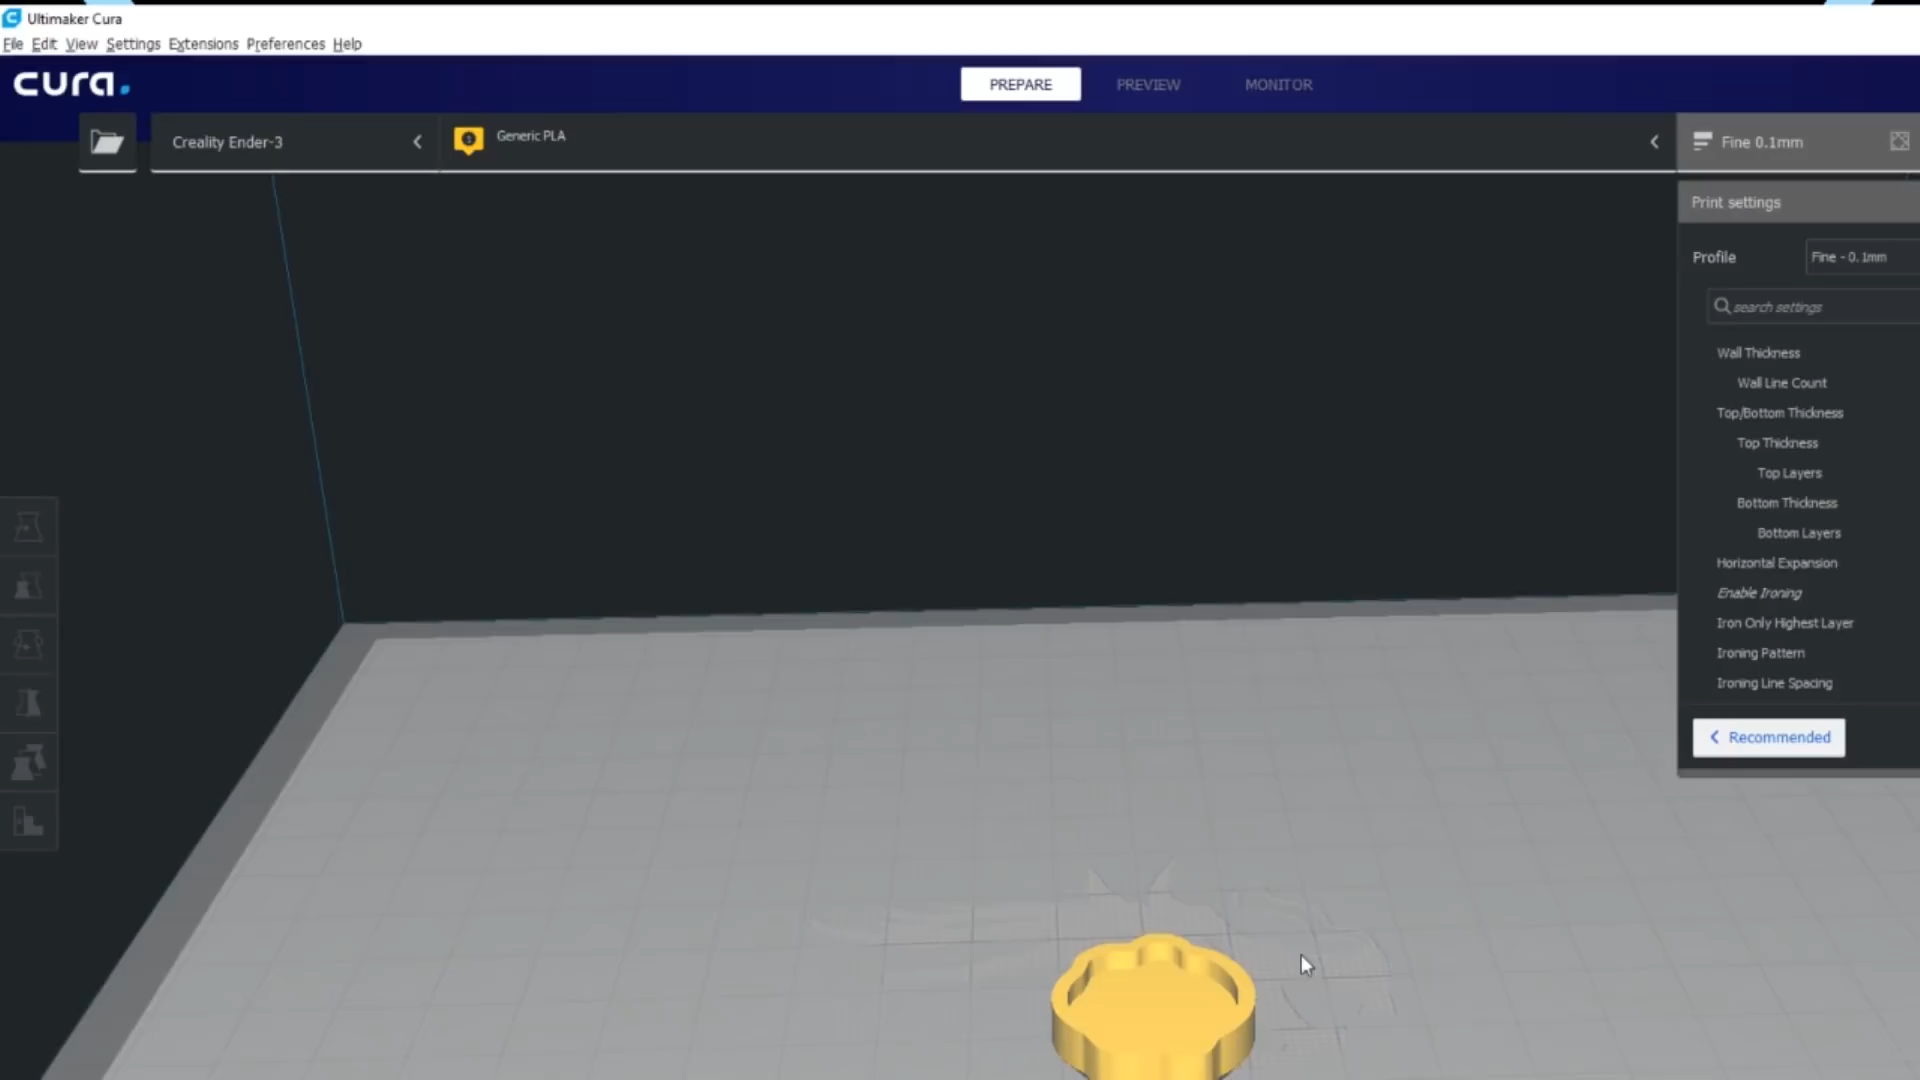 Ultimaker Cura
File Edit View Settings Extensions Preferences Help
cura.
PREPARE PREVIEW MONITOR
Creality Ender-3
1 Generic PLA
Fine 0.1mm
Print settings
Profile Fine - 0.1mm
search settings
Wall Thickness
Wall Line Count
Top/Bottom Thickness
Top Thickness
Top Layers
Bottom Thickness
Bottom Layers
Horizontal Expansion
Enable Ironing
Iron Only Highest Layer
Ironing Pattern
Ironing Line Spacing
Recommended